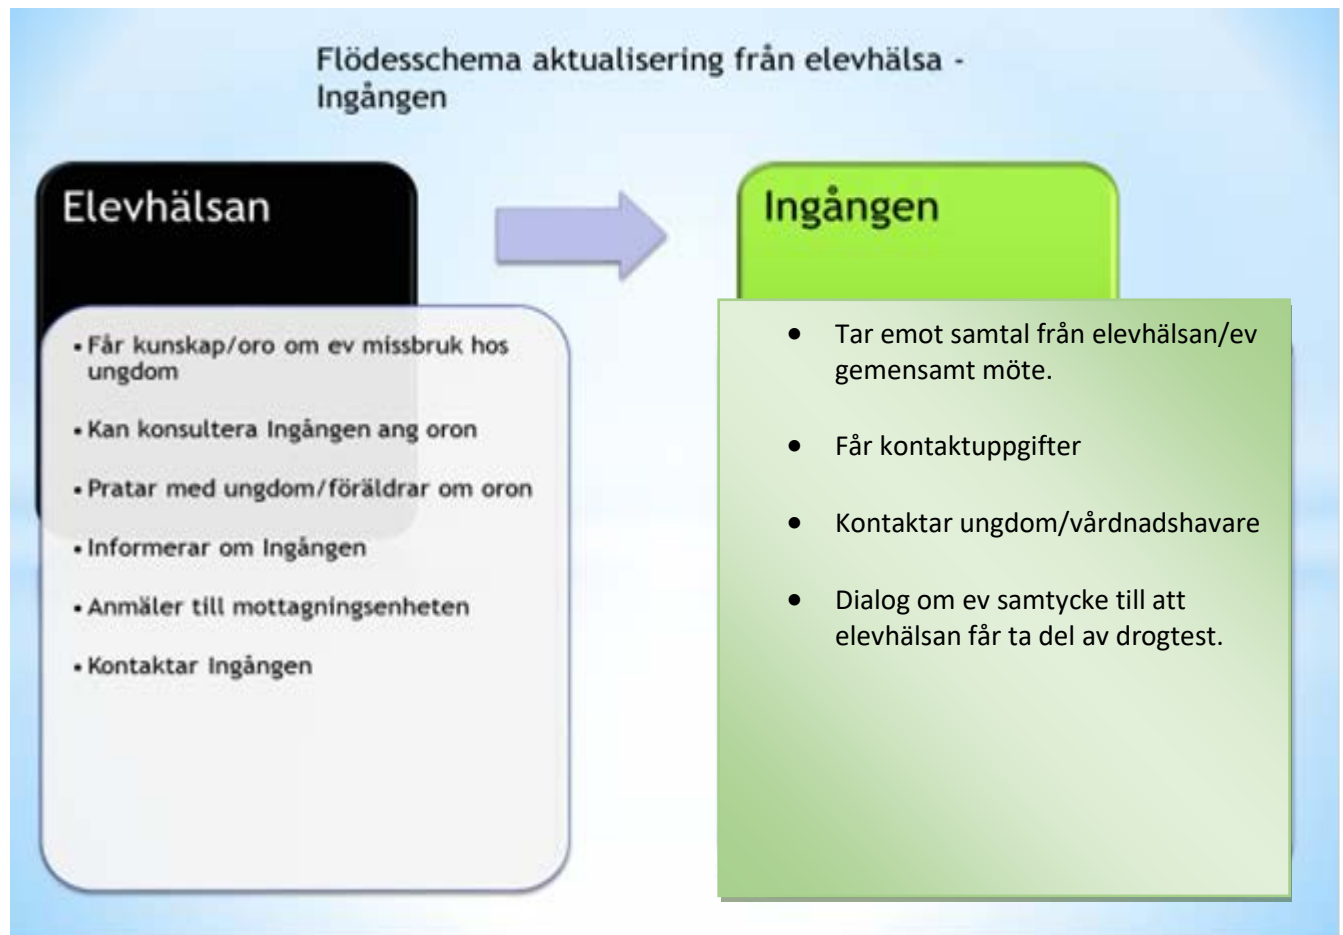 Flödesschema aktualisering från elevhälsa -
Ingången
Elevhälsan
• Får kunskap/oro om ev missbruk hos
ungdom
• Kan konsultera Ingången ang oron
• Pratar med ungdom/föräldrar om oron
• Informerar om Ingången
• Anmäler till mottagningsenheten
• Kontaktar Ingången
Ingången
• Tar emot samtal från elevhälsan/ev
gemensamt möte.
• Får kontaktuppgifter
• Kontaktar ungdom/vårdnadshavare
• Dialog om ev samtycke till att
elevhälsan får ta del av drogtest.